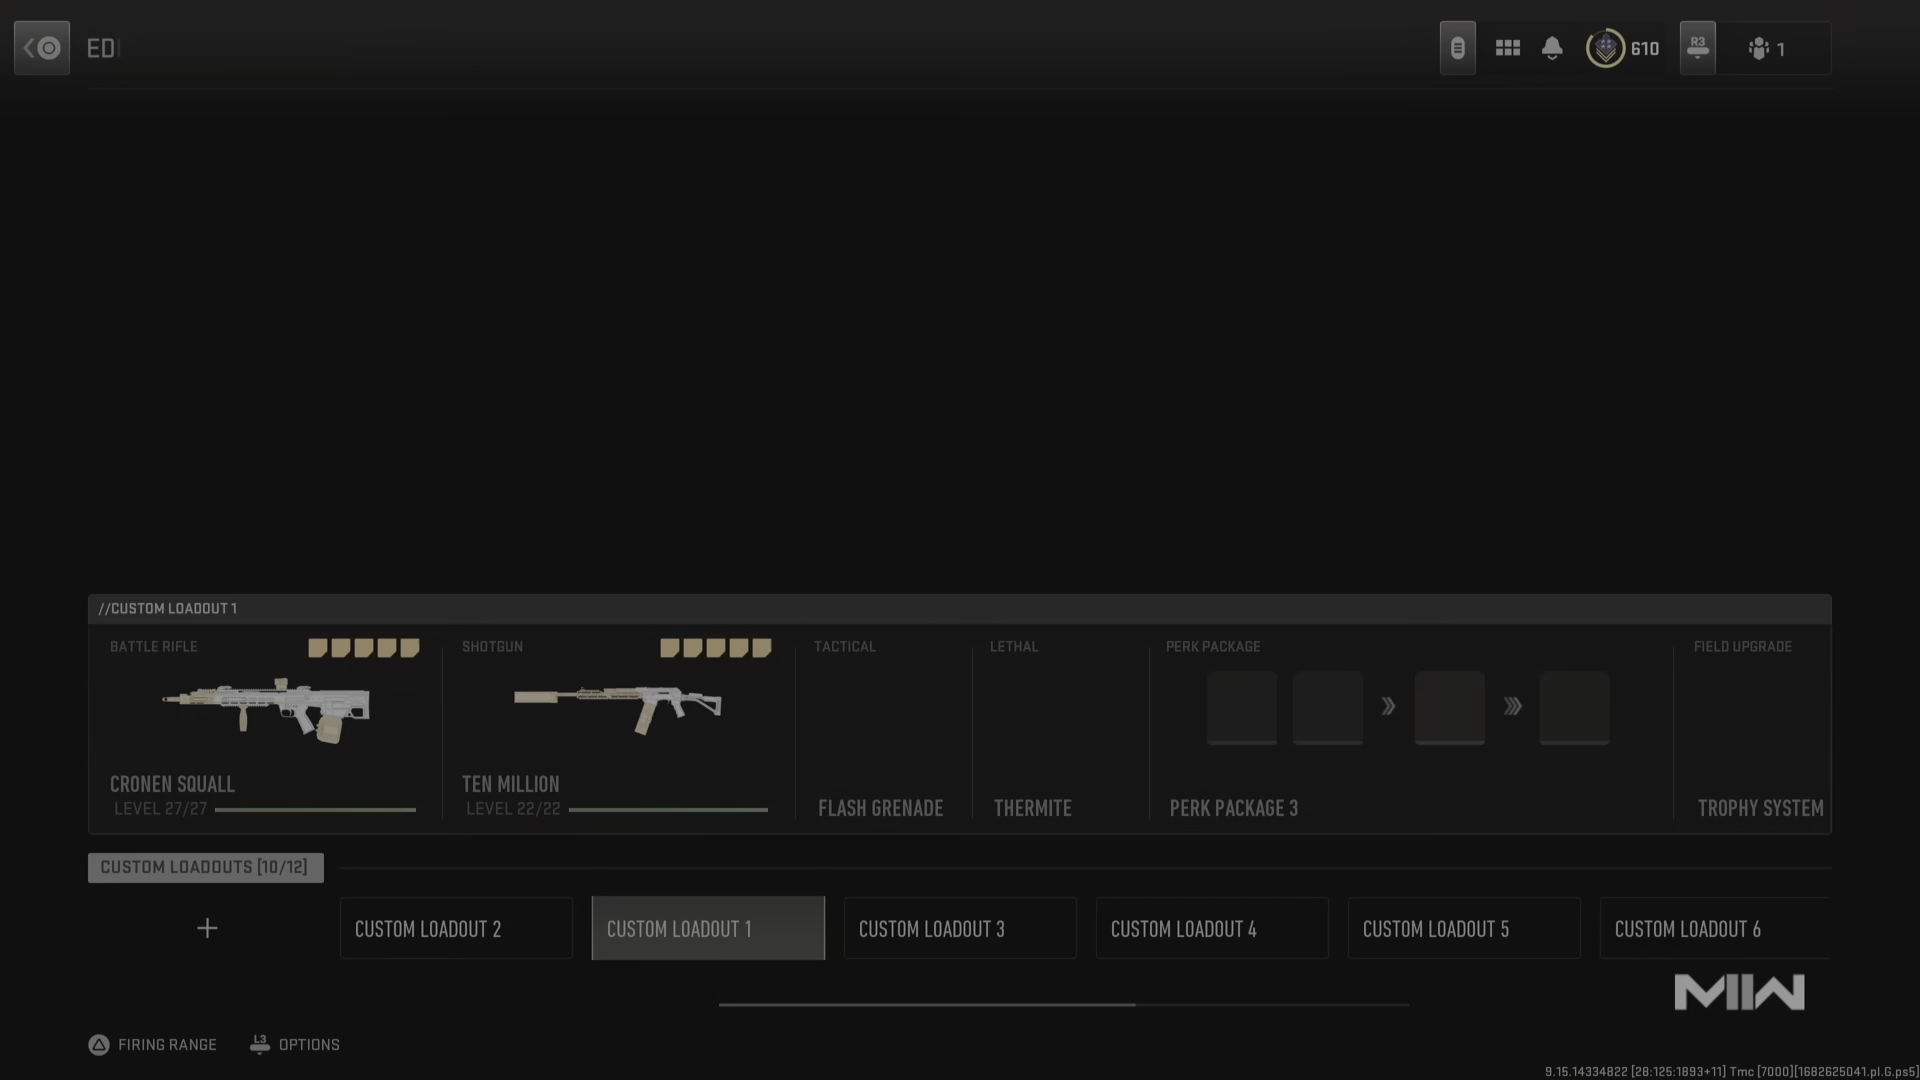 ED
610
R3
1
//CUSTOM LOADOUT 1
BATTLE RIFLE
SHOTGUN
TACTICAL
LETHAL
PERK PACKAGE
FIELD UPGRADE
CRONEN SQUALL
LEVEL 27/27
TEN MILLION
LEVEL 22/22
FLASH GRENADE
THERMITE
PERK PACKAGE 3
TROPHY SYSTEM
CUSTOM LOADOUTS [10/12]
+
CUSTOM LOADOUT 2
CUSTOM LOADOUT 1
CUSTOM LOADOUT 3
CUSTOM LOADOUT 4
CUSTOM LOADOUT 5
CUSTOM LOADOUT 6
MW
FIRING RANGE
L3
OPTIONS
9.15.14334822 [28:125:1893+11] Tmc [7000][1682625041.pl.G.ps5]